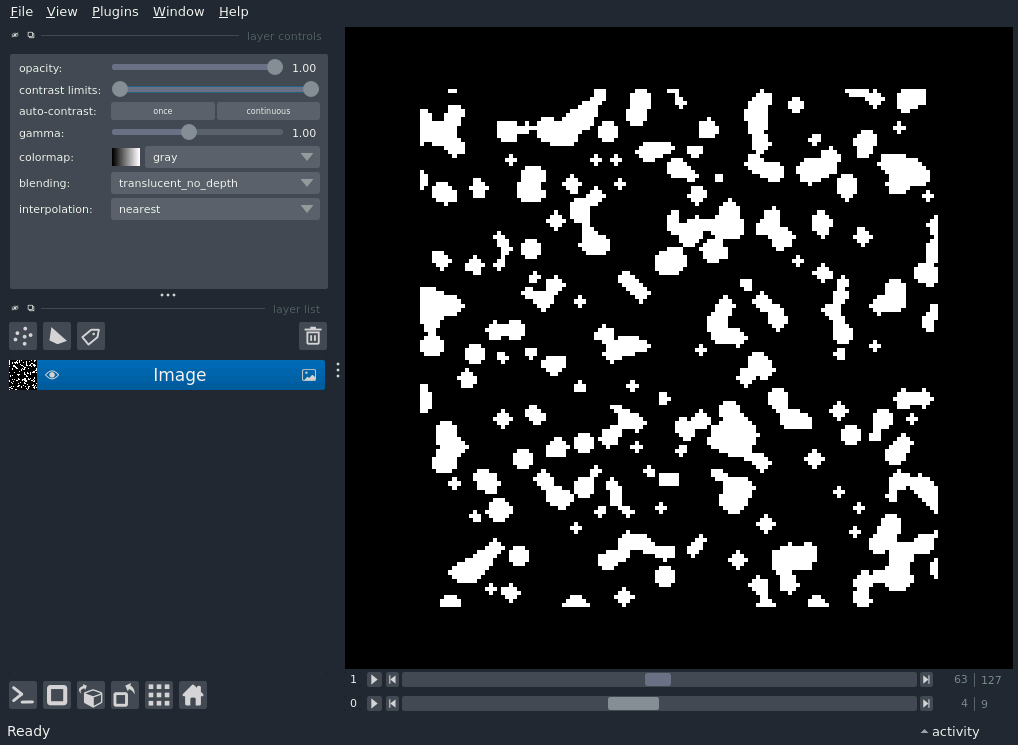 File View Plugins Window Help
layer controls
opacity: 1.00
contrast limits:
auto-contrast: once continuous
gamma: 1.00
colormap: gray
blending: translucent_no_depth
interpolation: nearest
layer list
Image
1 63 127
0 4 9
Ready activity